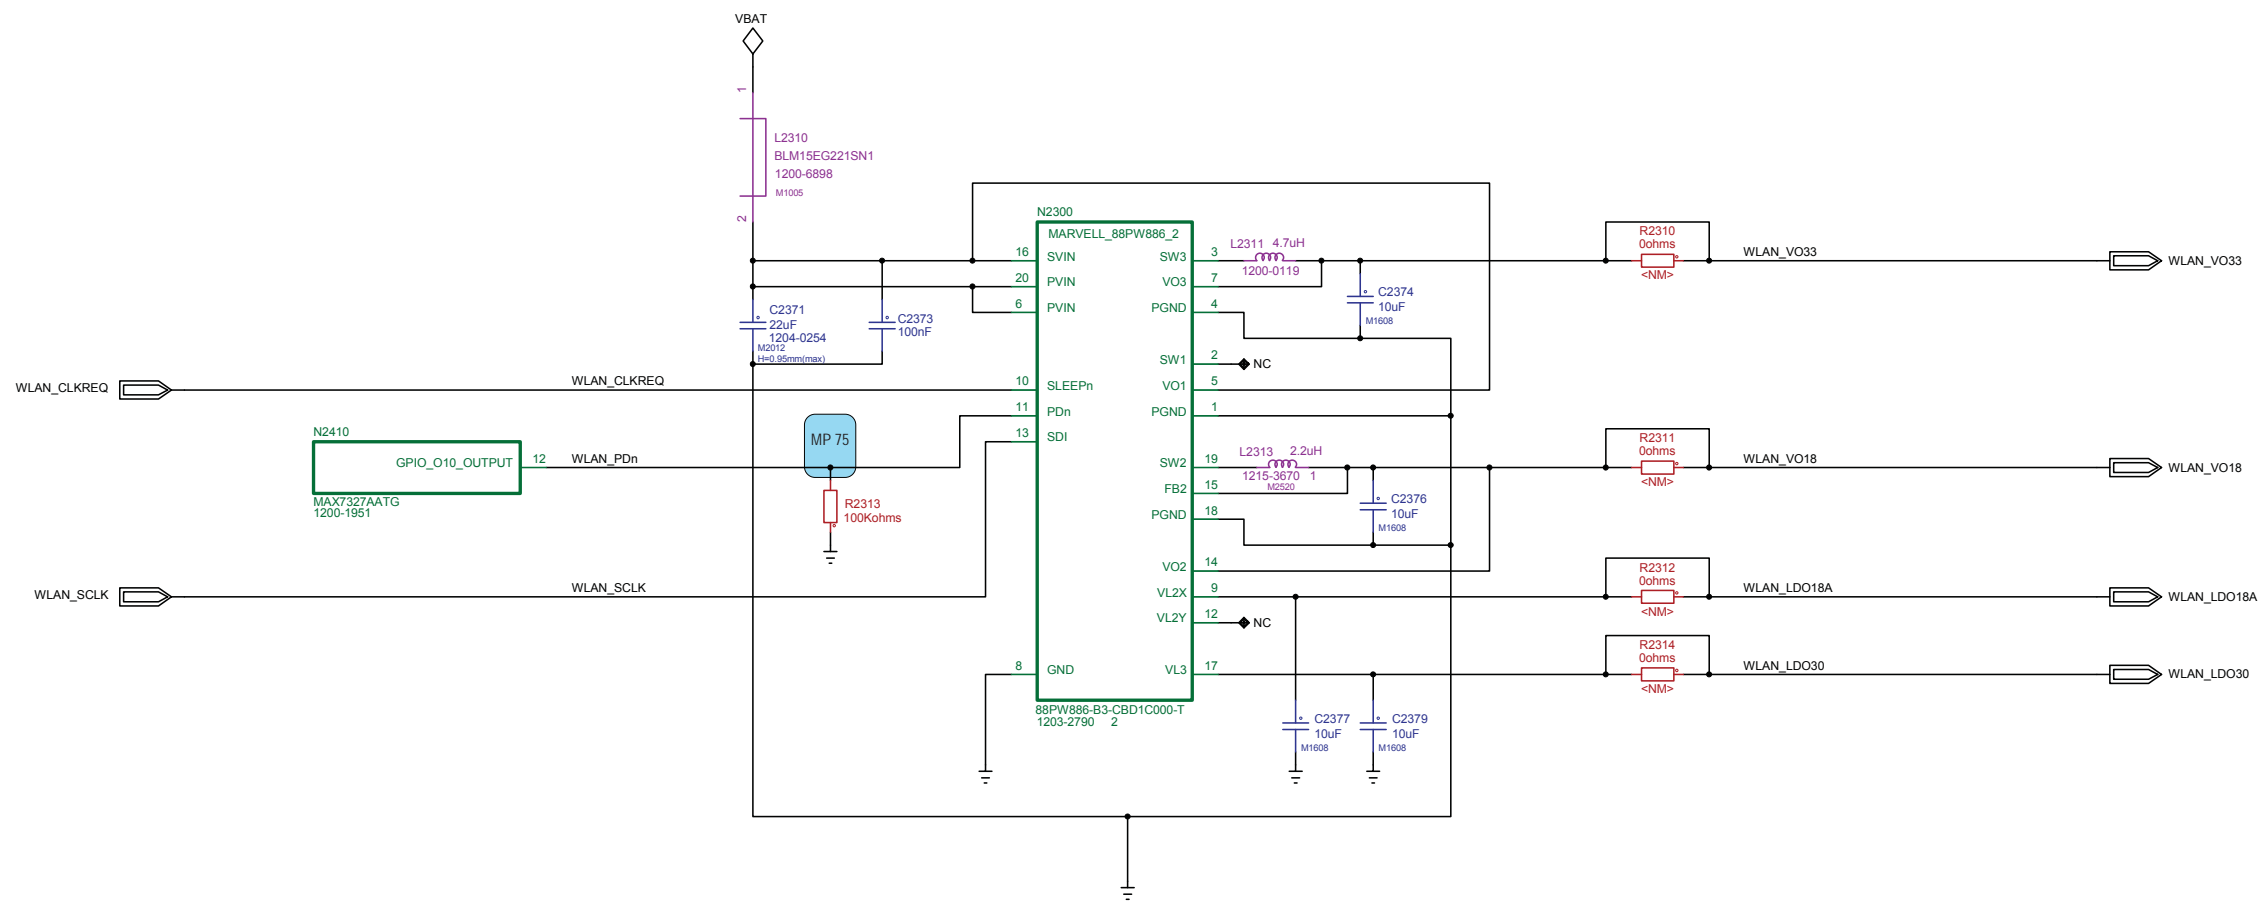 VBAT
1
L2310
BLM15EG221SN1
1200-6898
M1005
2
N2300
MARVELL_88PW886_2
16 SVIN
20 PVIN
6 PVIN
10 SLEEPn
11 PDn
13 SDI
8 GND
SW3 3
VO3 7
PGND 4
SW1 2
VO1 5
PGND 1
SW2 19
FB2 15
PGND 18
VO2 14
VL2X 9
VL2Y 12
VL3 17
88PW886-B3-CBD1C000-T
1203-2790 2
C2371
22uF
1204-0254
M2012
H=0.95mm(max)
C2373
100nF
WLAN_CLKREQ
WLAN_CLKREQ
N2410
GPIO_O10_OUTPUT 12
MAX7327AATG
1200-1951
WLAN_PDn
MP 75
R2313
100Kohms
WLAN_SCLK
WLAN_SCLK
L2311 4.7uH
1200-0119
C2374
10uF
M1608
NC
L2313 2.2uH
1215-3670 1
M2520
C2376
10uF
M1608
NC
C2377
10uF
M1608
C2379
10uF
M1608
R2310
0ohms
<NM>
WLAN_VO33
WLAN_VO33
R2311
0ohms
<NM>
WLAN_VO18
WLAN_VO18
R2312
0ohms
<NM>
WLAN_LDO18A
WLAN_LDO18A
R2314
0ohms
<NM>
WLAN_LDO30
WLAN_LDO30